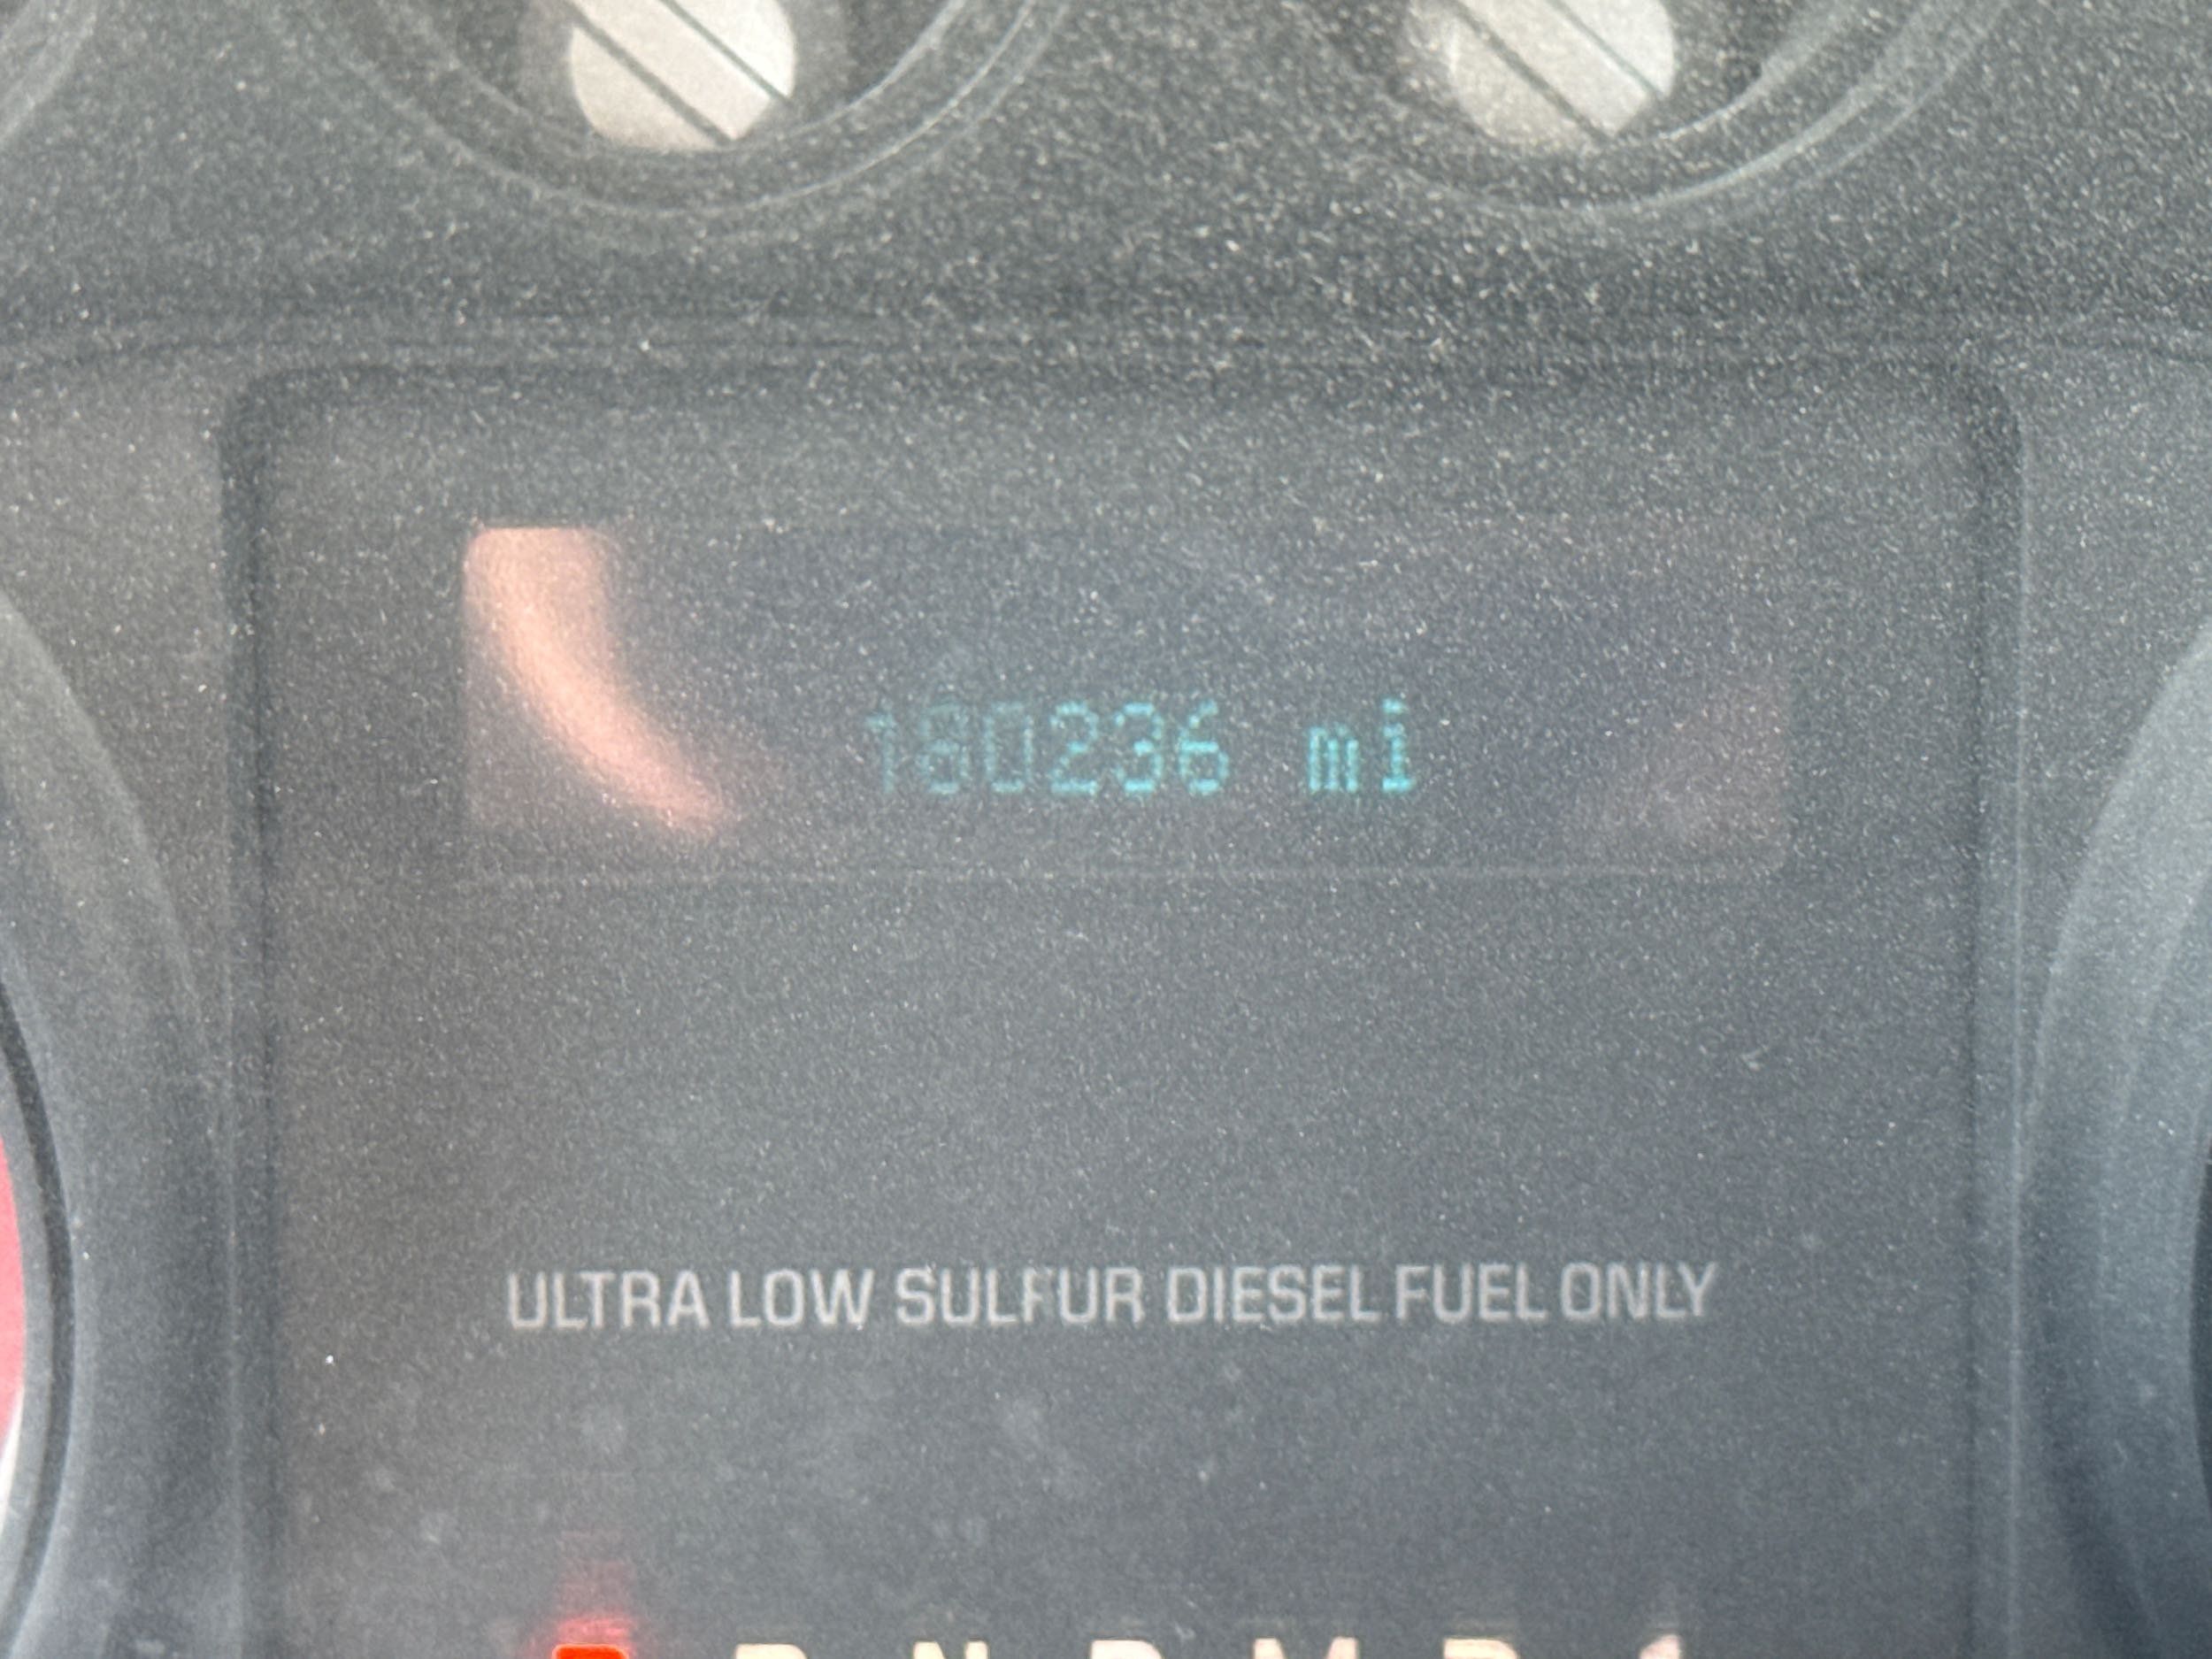 180236 mi
ULTRA LOW SULFUR DIESEL FUEL ONLY